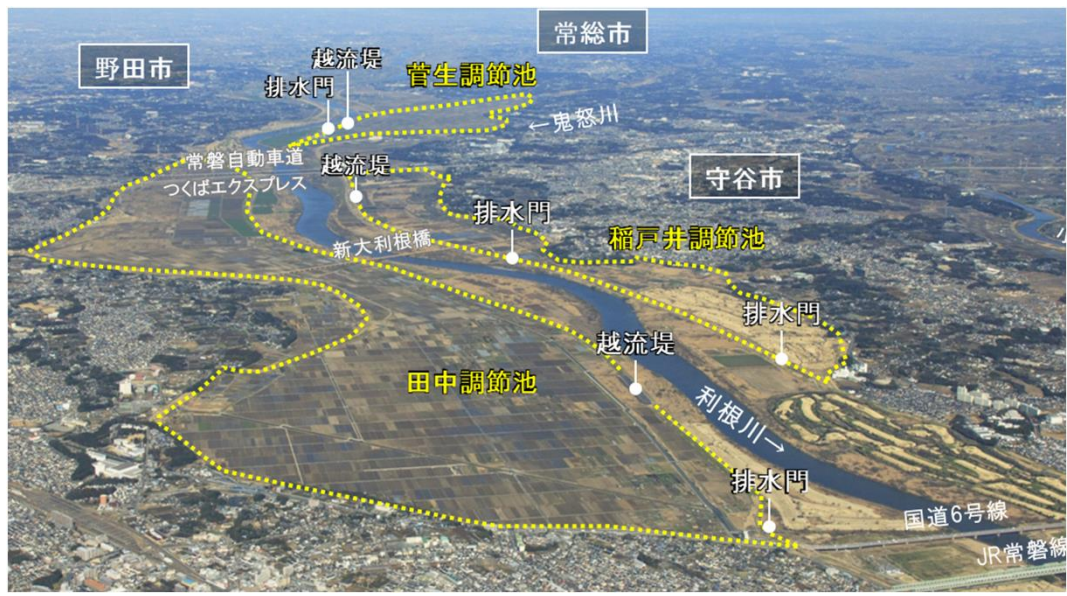 常総市
野田市
越流堤
菅生調節池
排水門
←鬼怒川
常磐自動車道
つくばエクスプレス
越流堤
守谷市
排水門
稲戸井調節池
新大利根橋
排水門
越流堤
田中調節池
利根川→
排水門
国道6号線
JR常磐線